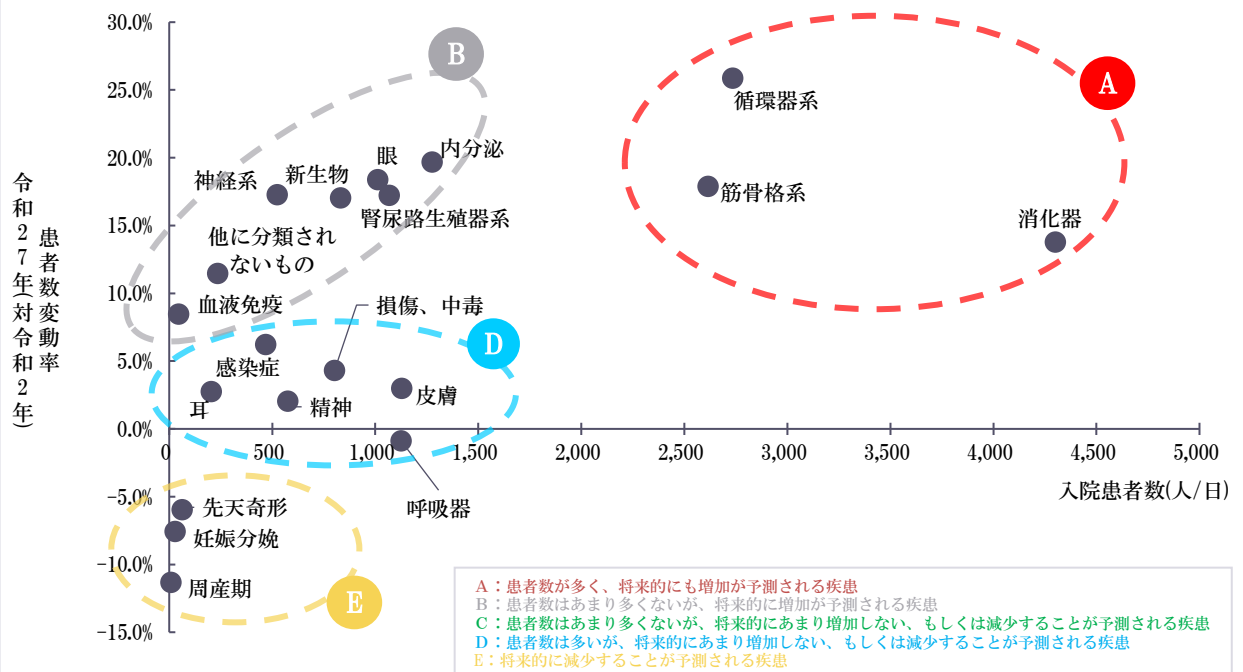 30.0%
25.0%
20.0%
15.0%
10.0%
5.0%
0.0%
−5.0%
−10.0%
−15.0%
令和27年(対令和2年)
患者数変動率
B
A
循環器系
筋骨格系
消化器
内分泌
眼
新生物
神経系
腎尿路生殖器系
他に分類され
ないもの
血液免疫
損傷、中毒
D
感染症
耳
精神
皮膚
0
500
1,000
1,500
2,000
2,500
3,000
3,500
4,000
4,500
5,000
入院患者数(人/日)
呼吸器
先天奇形
妊娠分娩
周産期
E
A：患者数が多く、将来的にも増加が予測される疾患
B：患者数はあまり多くないが、将来的に増加が予測される疾患
C：患者数はあまり多くないが、将来的にあまり増加しない、もしくは減少することが予測される疾患
D：患者数は多いが、将来的にあまり増加しない、もしくは減少することが予測される疾患
E：将来的に減少することが予測される疾患